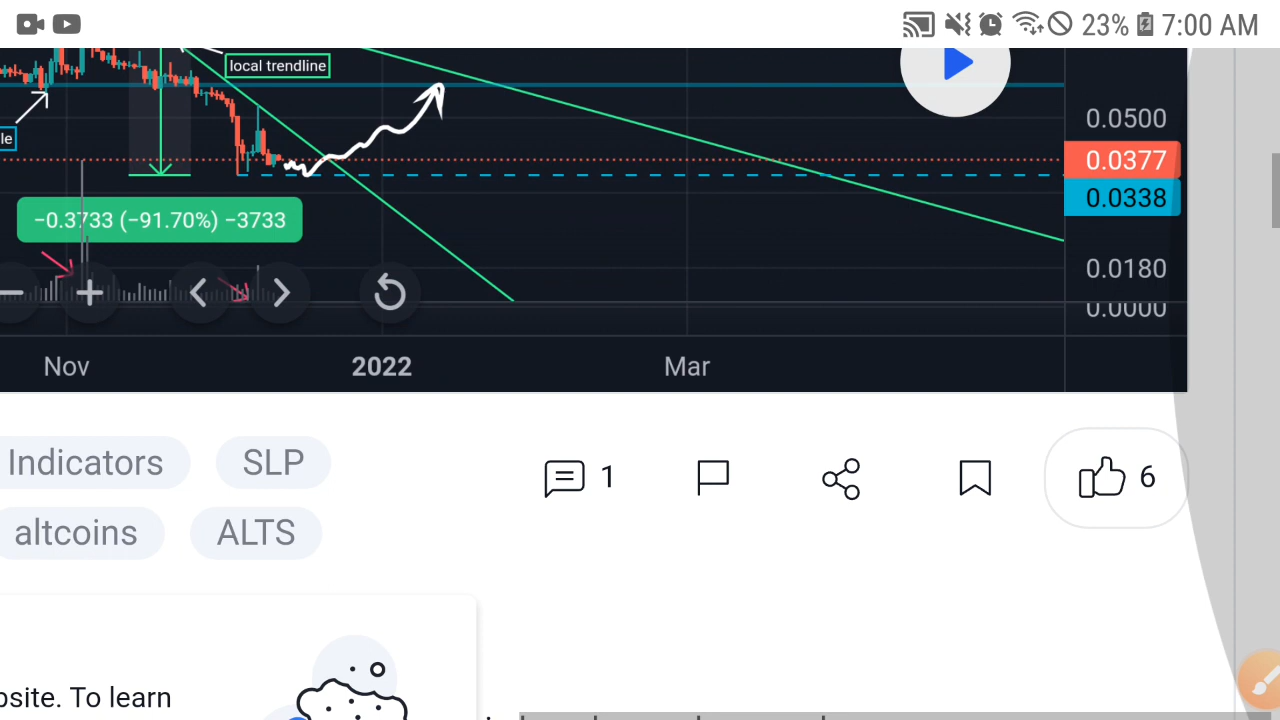 23% 7:00 AM
local trendline
0.0500
le
0.0377
0.0338
−0.3733 (−91.70%) −3733
0.0180
0.0000
Nov 2022 Mar
Indicators SLP
1 6
altcoins ALTS
osite. To learn